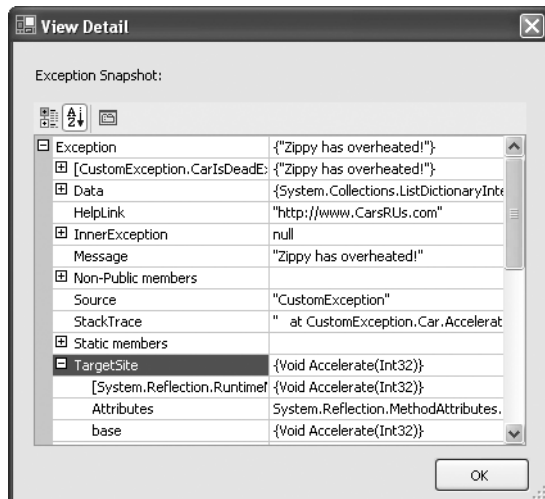 View Detail
Exception Snapshot:
Exception {"Zippy has overheated!"}
[CustomException.CarIsDeadE {"Zippy has overheated!"}
Data {System.Collections.ListDictionaryInte
HelpLink "http://www.CarsRUs.com"
InnerException null
Message "Zippy has overheated!"
Non-Public members
Source "CustomException"
StackTrace " at CustomException.Car.Accelerat
Static members
TargetSite {Void Accelerate(Int32)}
[System.Reflection.Runtime {Void Accelerate(Int32)}
Attributes System.Reflection.MethodAttributes.
base {Void Accelerate(Int32)}
OK